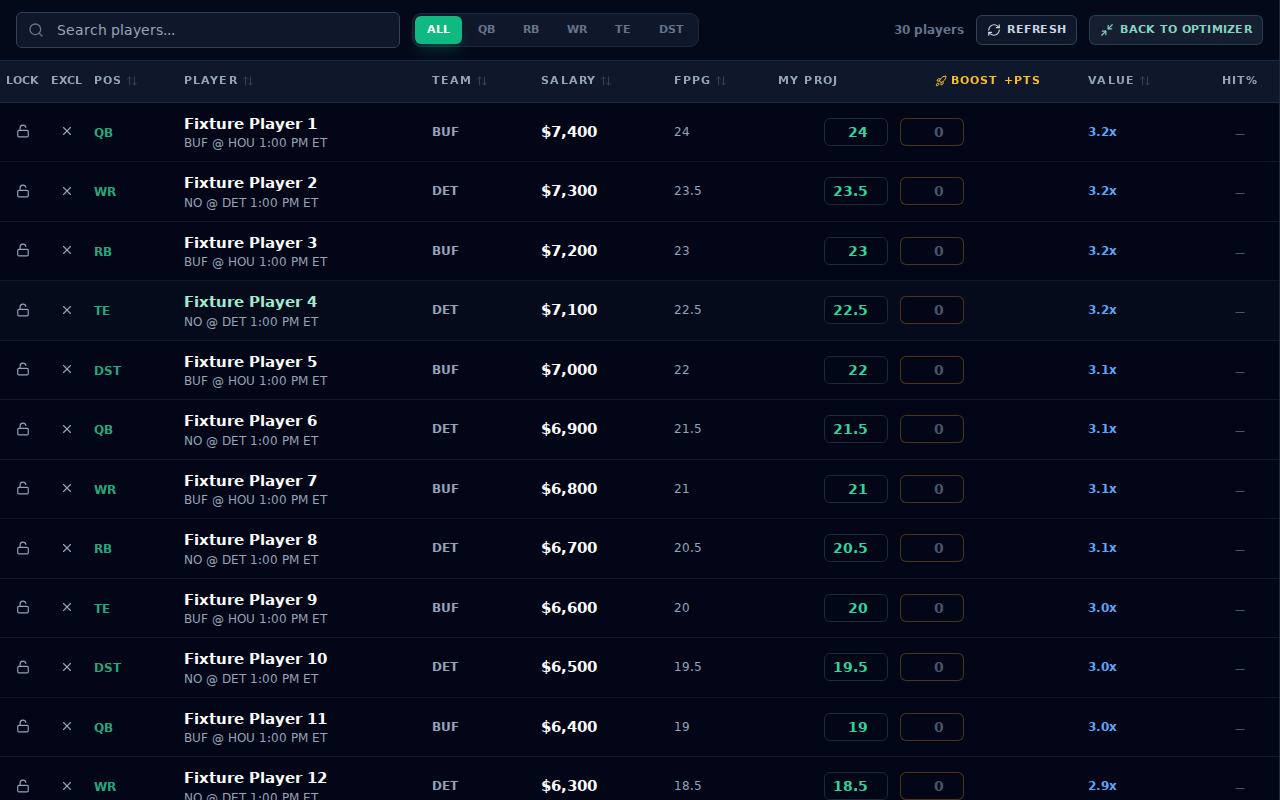 Search players... ALL QB RB WR TE DST 30 players REFRESH BACK TO OPTIMIZER
LOCK EXCL POS PLAYER TEAM SALARY FPPG MY PROJ BOOST +PTS VALUE HIT%
QB Fixture Player 1 BUF $7,400 24 24 0 3.2x —
BUF @ HOU 1:00 PM ET
WR Fixture Player 2 DET $7,300 23.5 23.5 0 3.2x —
NO @ DET 1:00 PM ET
RB Fixture Player 3 BUF $7,200 23 23 0 3.2x —
BUF @ HOU 1:00 PM ET
TE Fixture Player 4 DET $7,100 22.5 22.5 0 3.2x —
NO @ DET 1:00 PM ET
DST Fixture Player 5 BUF $7,000 22 22 0 3.1x —
BUF @ HOU 1:00 PM ET
QB Fixture Player 6 DET $6,900 21.5 21.5 0 3.1x —
NO @ DET 1:00 PM ET
WR Fixture Player 7 BUF $6,800 21 21 0 3.1x —
BUF @ HOU 1:00 PM ET
RB Fixture Player 8 DET $6,700 20.5 20.5 0 3.1x —
NO @ DET 1:00 PM ET
TE Fixture Player 9 BUF $6,600 20 20 0 3.0x —
BUF @ HOU 1:00 PM ET
DST Fixture Player 10 DET $6,500 19.5 19.5 0 3.0x —
NO @ DET 1:00 PM ET
QB Fixture Player 11 BUF $6,400 19 19 0 3.0x —
BUF @ HOU 1:00 PM ET
WR Fixture Player 12 DET $6,300 18.5 18.5 0 2.9x —
NO @ DET 1:00 PM ET